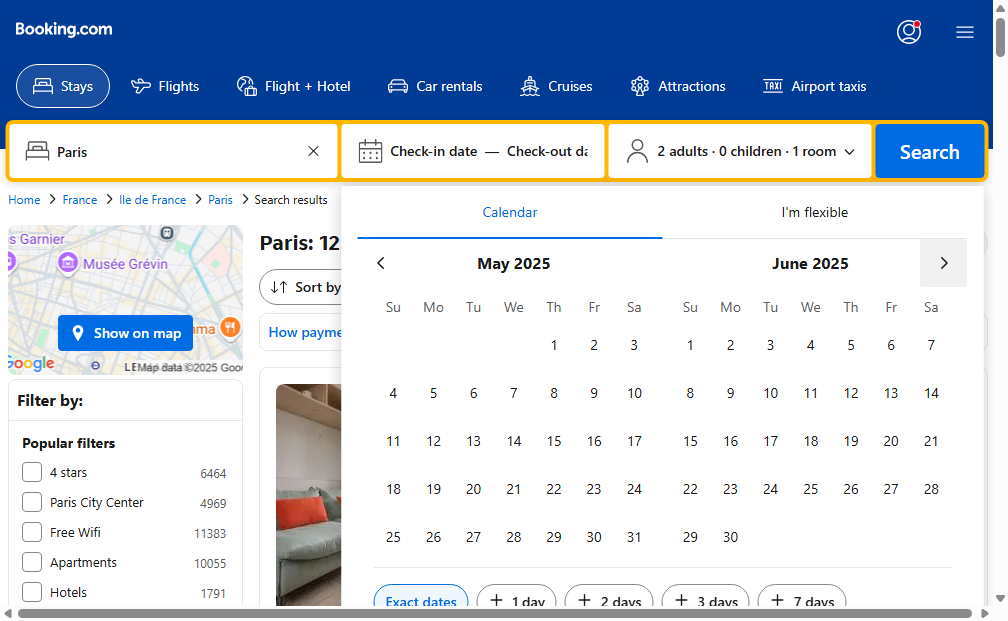 Booking.com
Stays
Flights
Flight + Hotel
Car rentals
Cruises
Attractions
TAXI Airport taxis
Paris
Check-in date — Check-out da
2 adults · 0 children · 1 room
Search
Home > France > Ile de France > Paris > Search results
Calendar
I'm flexible
s Garnier
Musée Grévin
Show on map
Google
LE
Map data ©2025 Goo
Paris: 12
Sort by
How payme
May 2025
Su Mo Tu We Th Fr Sa
1 2 3
4 5 6 7 8 9 10
11 12 13 14 15 16 17
18 19 20 21 22 23 24
25 26 27 28 29 30 31
June 2025
Su Mo Tu We Th Fr Sa
1 2 3 4 5 6 7
8 9 10 11 12 13 14
15 16 17 18 19 20 21
22 23 24 25 26 27 28
29 30
Exact dates
+ 1 day
+ 2 days
+ 3 days
+ 7 days
Filter by:
Popular filters
4 stars 6464
Paris City Center 4969
Free Wifi 11383
Apartments 10055
Hotels 1791